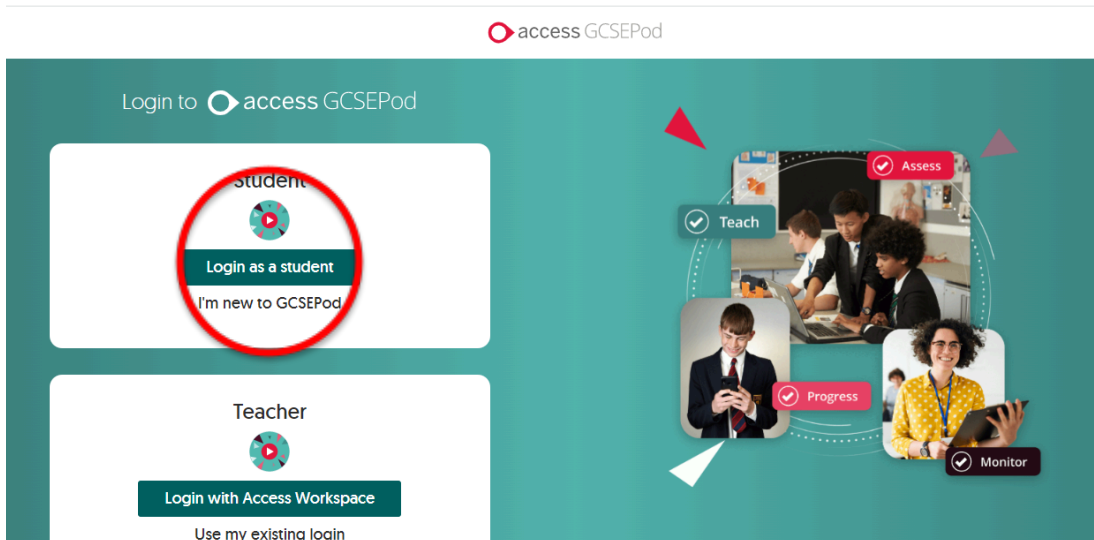 access GCSEPod
Login to access GCSEPod
Student
Login as a student
I'm new to GCSEPod
Teacher
Login with Access Workspace
Use my existing login
Assess
Teach
Progress
Monitor